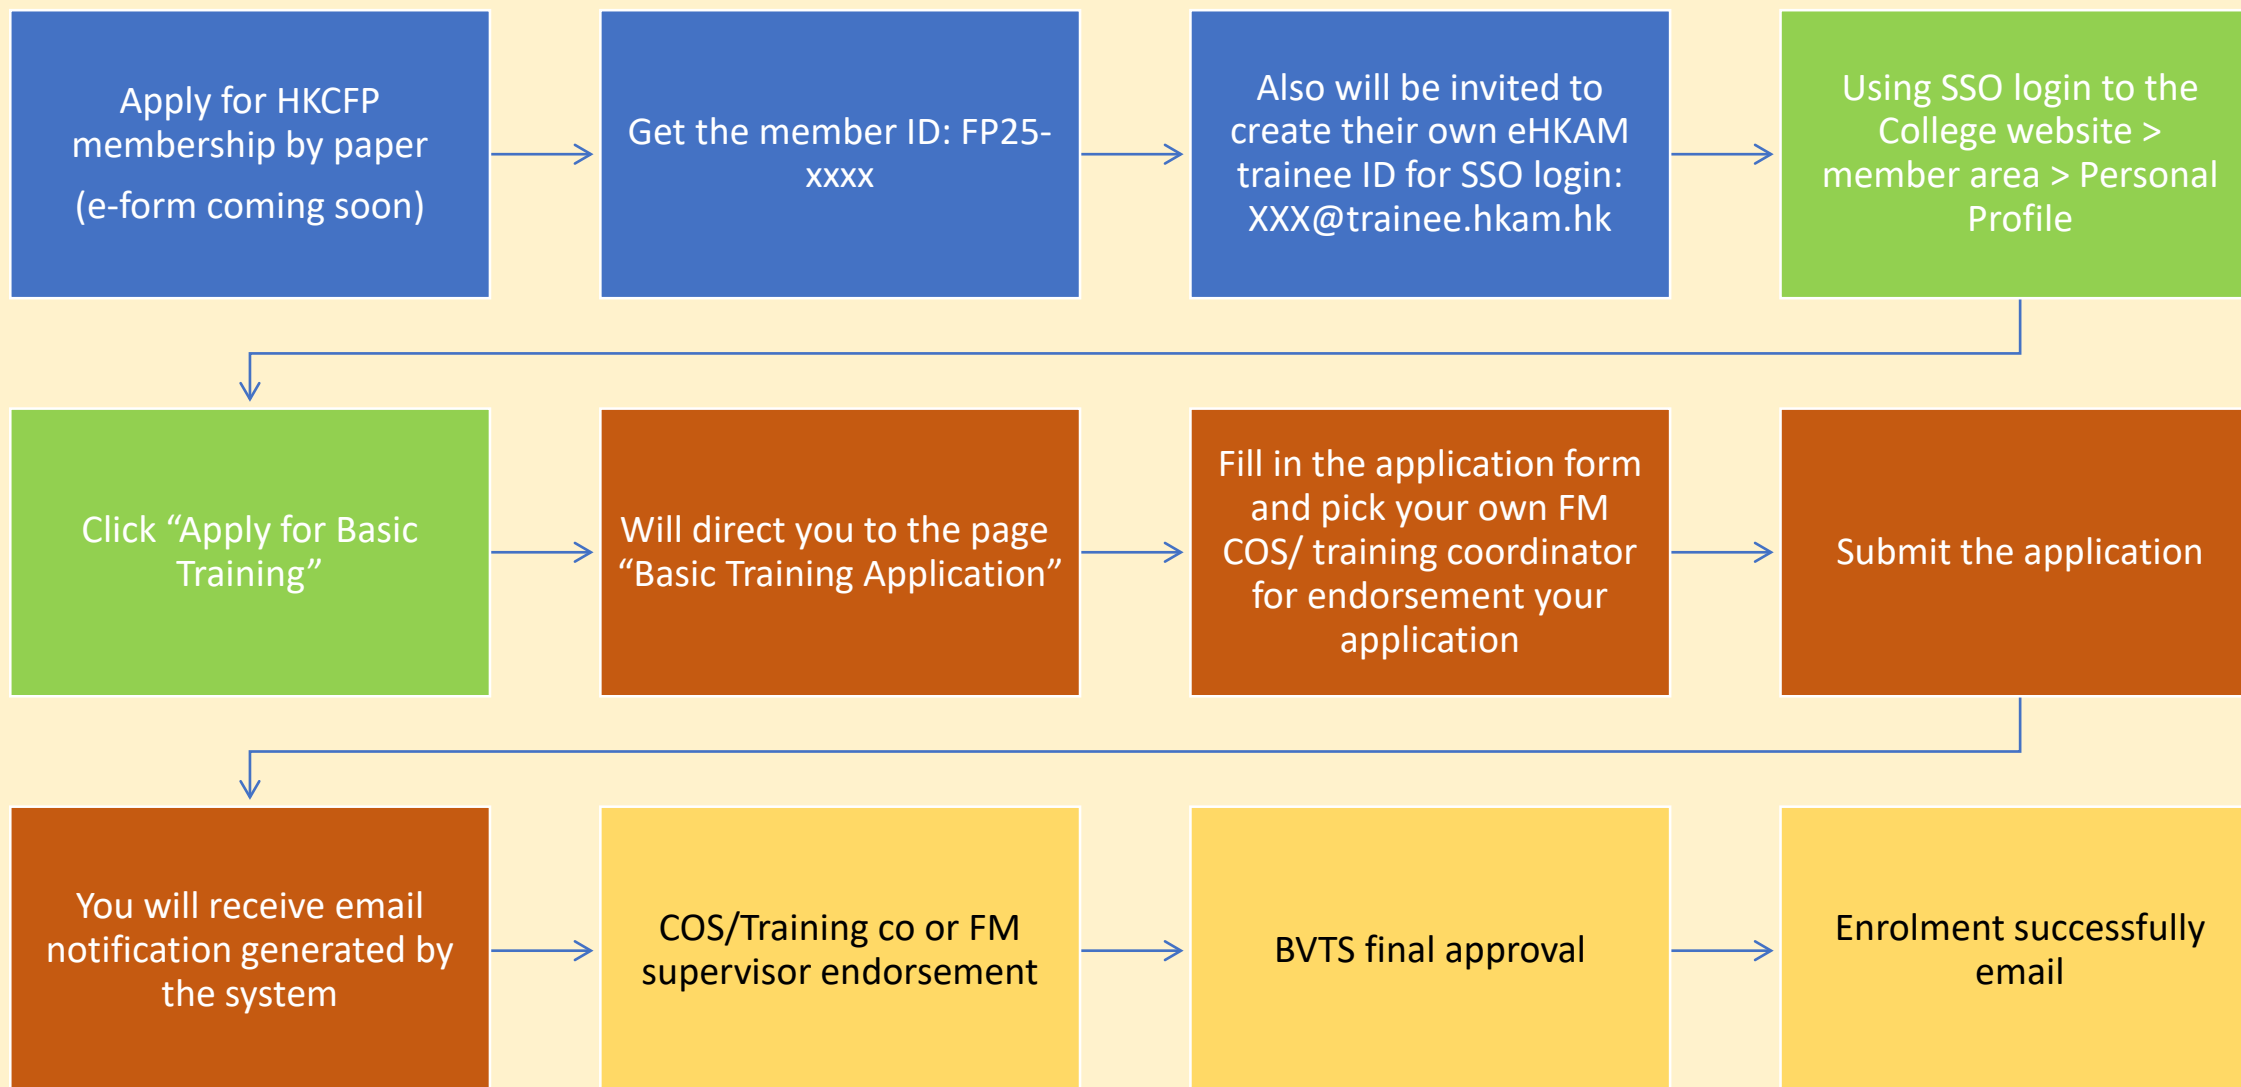 Apply for HKCFP
membership by paper
(e-form coming soon)
Get the member ID: FP25-
xxxx
Also will be invited to
create their own eHKAM
trainee ID for SSO login:
XXX@trainee.hkam.hk
Using SSO login to the
College website >
member area > Personal
Profile
Click “Apply for Basic
Training”
Will direct you to the page
“Basic Training Application”
Fill in the application form
and pick your own FM
COS/ training coordinator
for endorsement your
application
Submit the application
You will receive email
notification generated by
the system
COS/Training co or FM
supervisor endorsement
BVTS final approval
Enrolment successfully
email